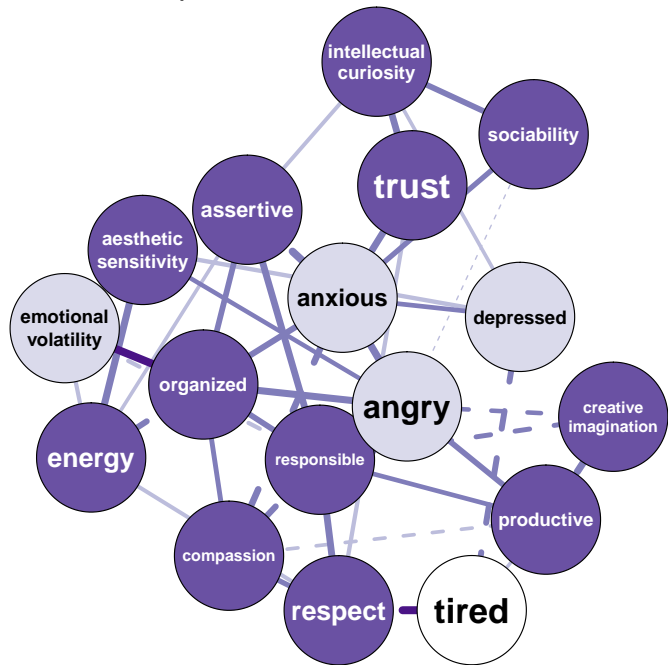 intellectual
curiosity
sociability
trust
assertive
aesthetic
sensitivity
anxious
emotional
volatility
depressed
organized
angry
creative
imagination
energy
responsible
productive
compassion
respect
tired